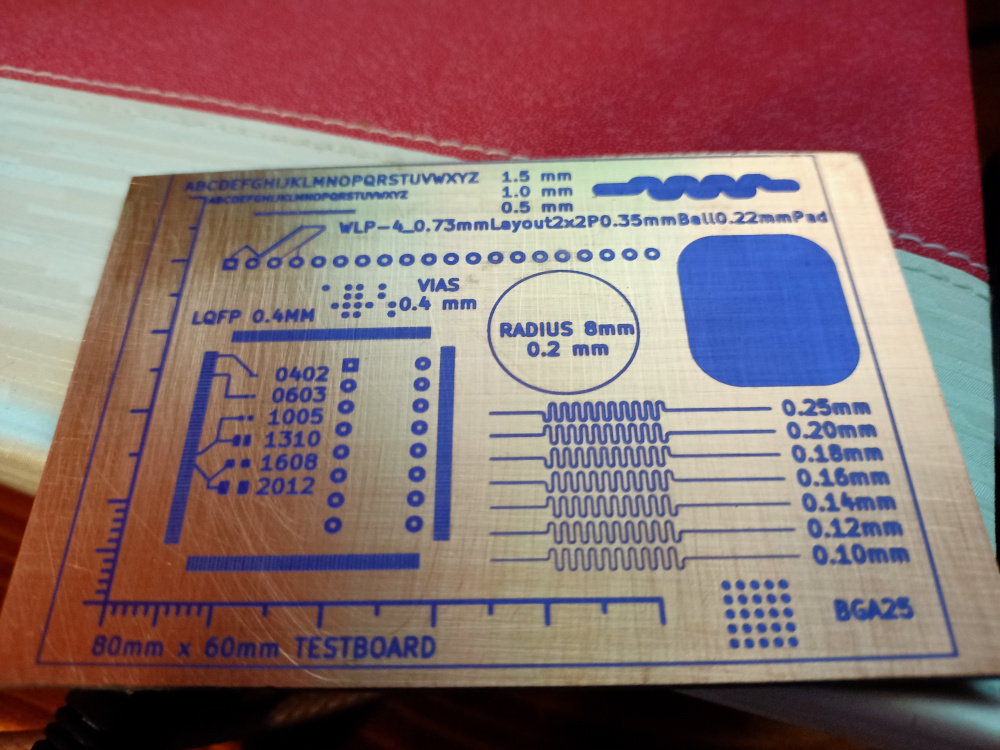 ABCDEFGHIJKLMNOPQRSTUVWXYZ 1.5 mm
ABCDEFGHIJKLMNOPQRSTUVWXYZ 1.0 mm
0.5 mm
WLP-4_0.73mmLayout2x2P0.35mmBall0.22mmPad
VIAS
0.4 mm
LQFP 0.4MM
RADIUS 8mm
0.2 mm
0402
0603
1005
1310
1608
2012
0.25mm
0.20mm
0.18mm
0.16mm
0.14mm
0.12mm
0.10mm
BGA25
80mm x 60mm TESTBOARD